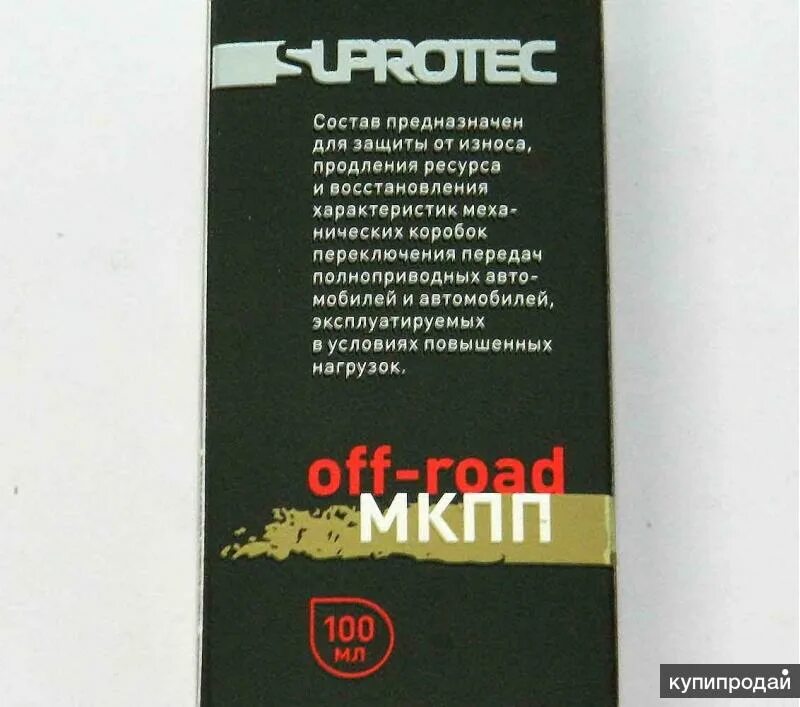 SUPROTEC
Состав предназначен
для защиты от износа,
продления ресурса
и восстановления
характеристик меха-
нических коробок
переключения передач
полноприводных авто-
мобилей и автомобилей,
эксплуатируемых
в условиях повышенных
нагрузок.
off-road
МКПП
100
мл
купипродай